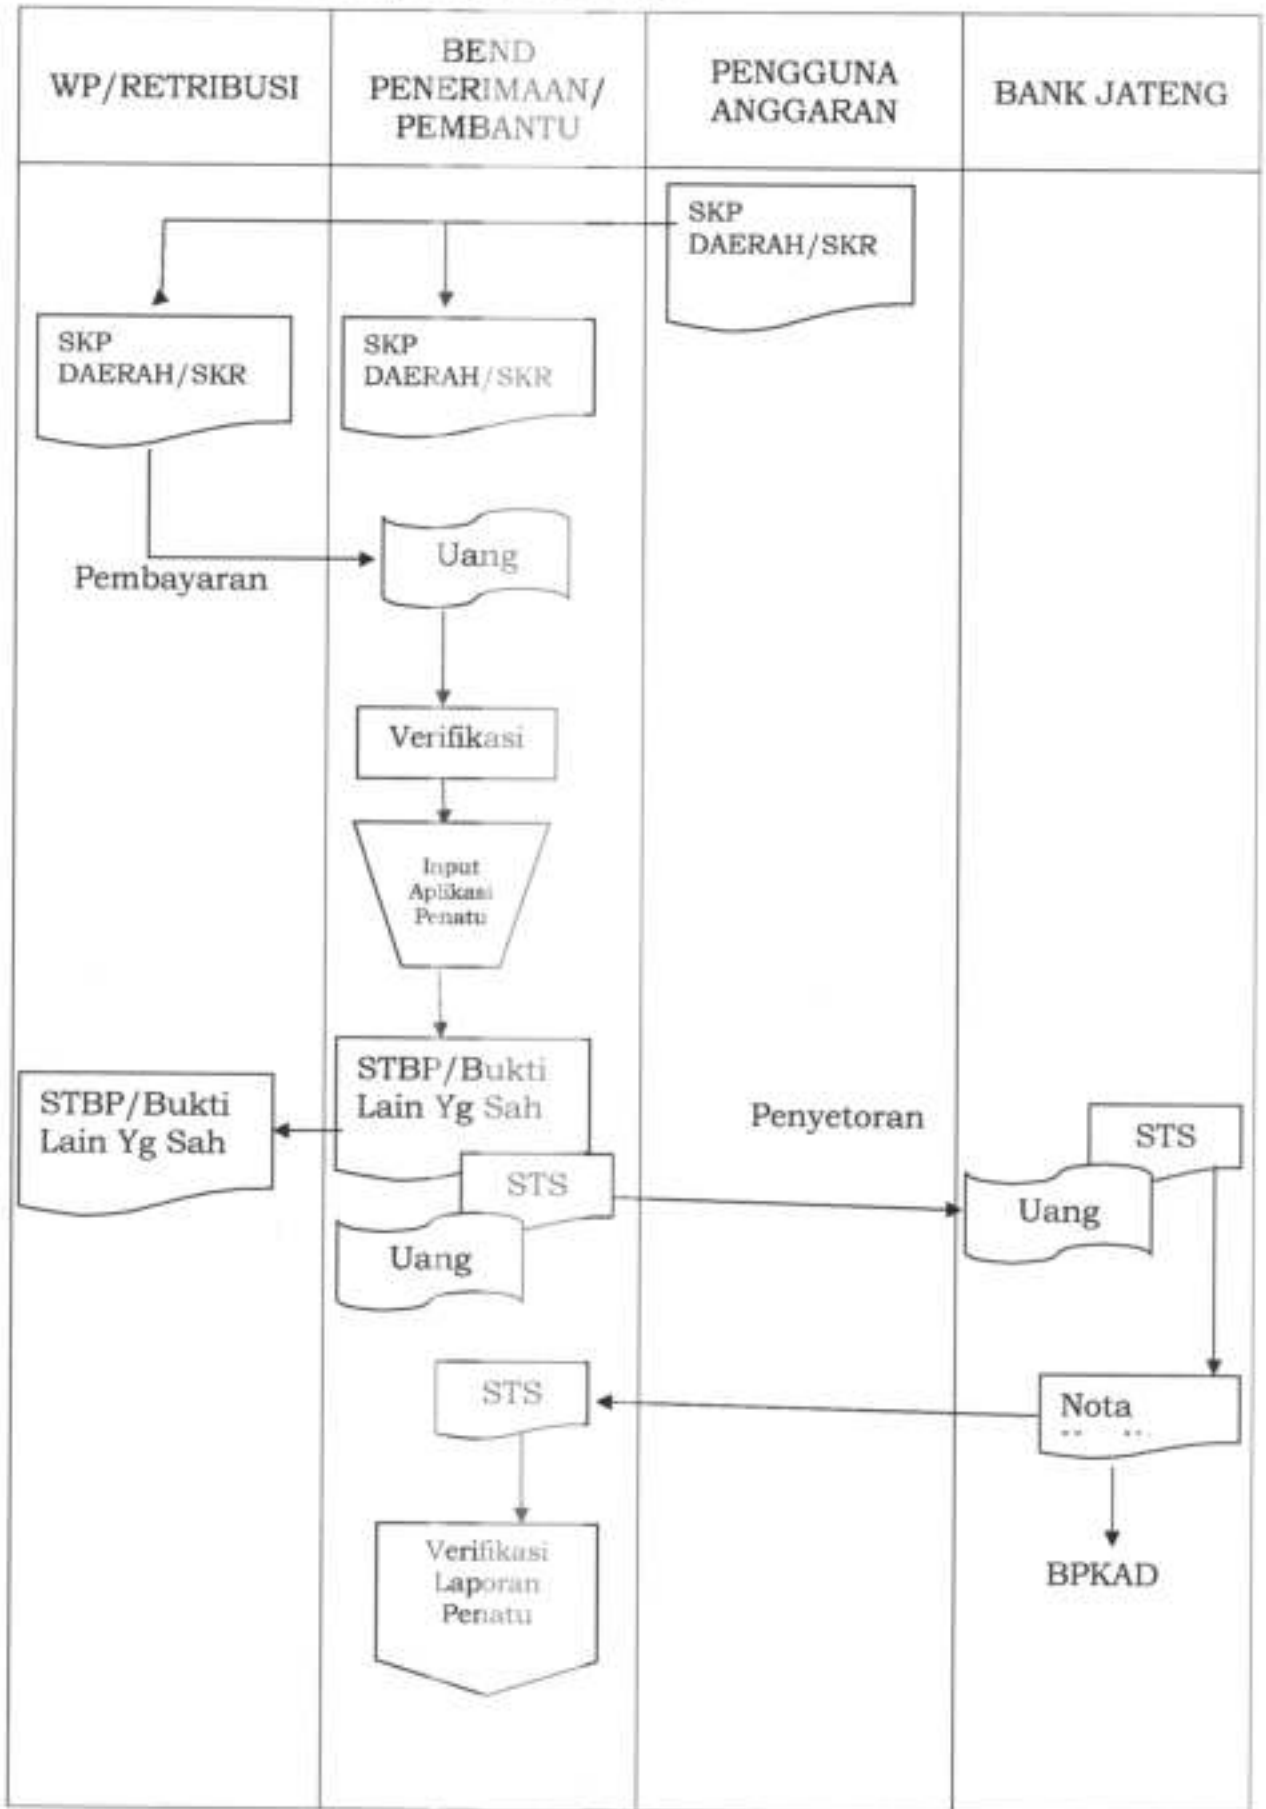 WP/RETRIBUSI
BEND
PENERIMAAN/
PEMBANTU
PENGGUNA
ANGGARAN
BANK JATENG
SKP
DAERAH/SKR
SKP
DAERAH/SKR
SKP
DAERAH/SKR
Uang
Pembayaran
Verifikasi
Input
Aplikasi
Penatu
STBP/Bukti
Lain Yg Sah
STBP/Bukti
Lain Yg Sah
Penyetoran
STS
STS
Uang
Uang
STS
Nota
Verifikasi
Laporan
Penatu
BPKAD